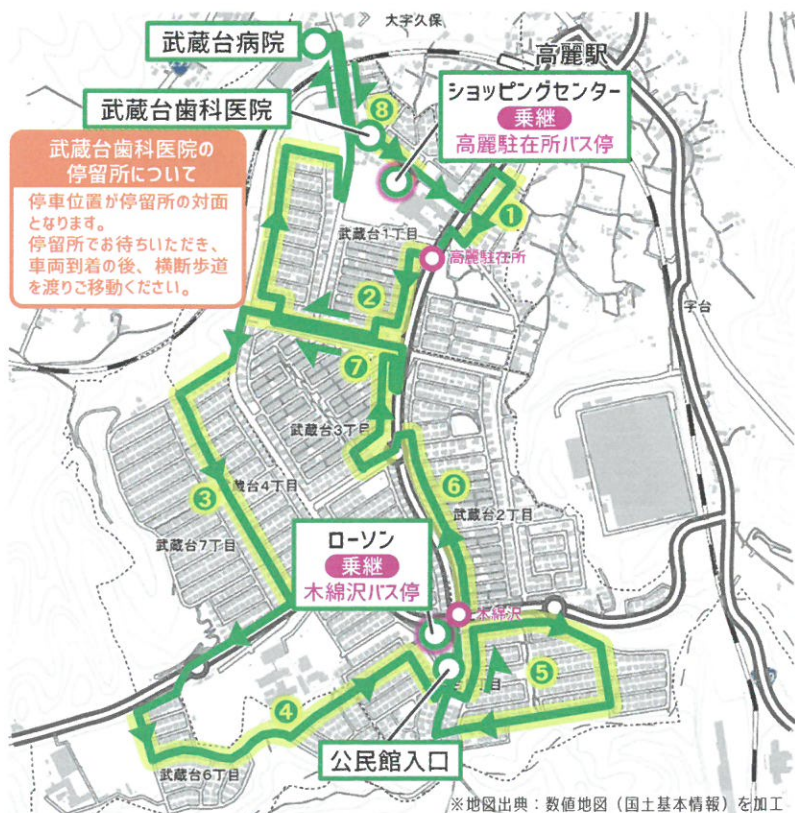 大字久保
武蔵台病院
高麗駅
ショッピングセンター
乗継
高麗駐在所バス停
武蔵台歯科医院
⑧
武蔵台歯科医院の
停留所について
停車位置が停留所の対面
となります。
停留所でお待ちいただき、
車両到着の後、横断歩道
を渡りご移動ください。
①
武蔵台1丁目
高麗駐在所
②
字台
⑦
武蔵台3丁目
⑥
武蔵台2丁目
③
蔵台4丁目
武蔵台7丁目
ローソン
乗継
木綿沢バス停
木綿沢
丁目
⑤
④
公民館入口
武蔵台6丁目
※地図出典：数値地図（国土基本情報）を加工